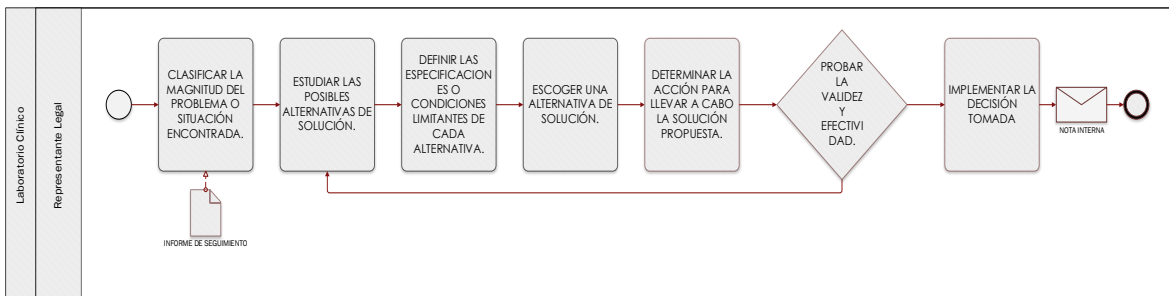 Laboratorio Clínico
Representante Legal
CLASIFICAR LA
MAGNITUD DEL
PROBLEMA O
SITUACIÓN
ENCONTRADA.
INFORME DE SEGUIMIENTO
ESTUDIAR LAS
POSIBLES
ALTERNATIVAS DE
SOLUCIÓN.
DEFINIR LAS
ESPECIFICACION
ES O
CONDICIONES
LIMITANTES DE
CADA
ALTERNATIVA.
ESCOGER UNA
ALTERNATIVA DE
SOLUCIÓN.
DETERMINAR LA
ACCIÓN PARA
LLEVAR A CABO
LA SOLUCIÓN
PROPUESTA.
PROBAR
LA
VALIDEZ
Y
EFECTIVI
DAD.
IMPLEMENTAR LA
DECISIÓN
TOMADA
NOTA INTERNA